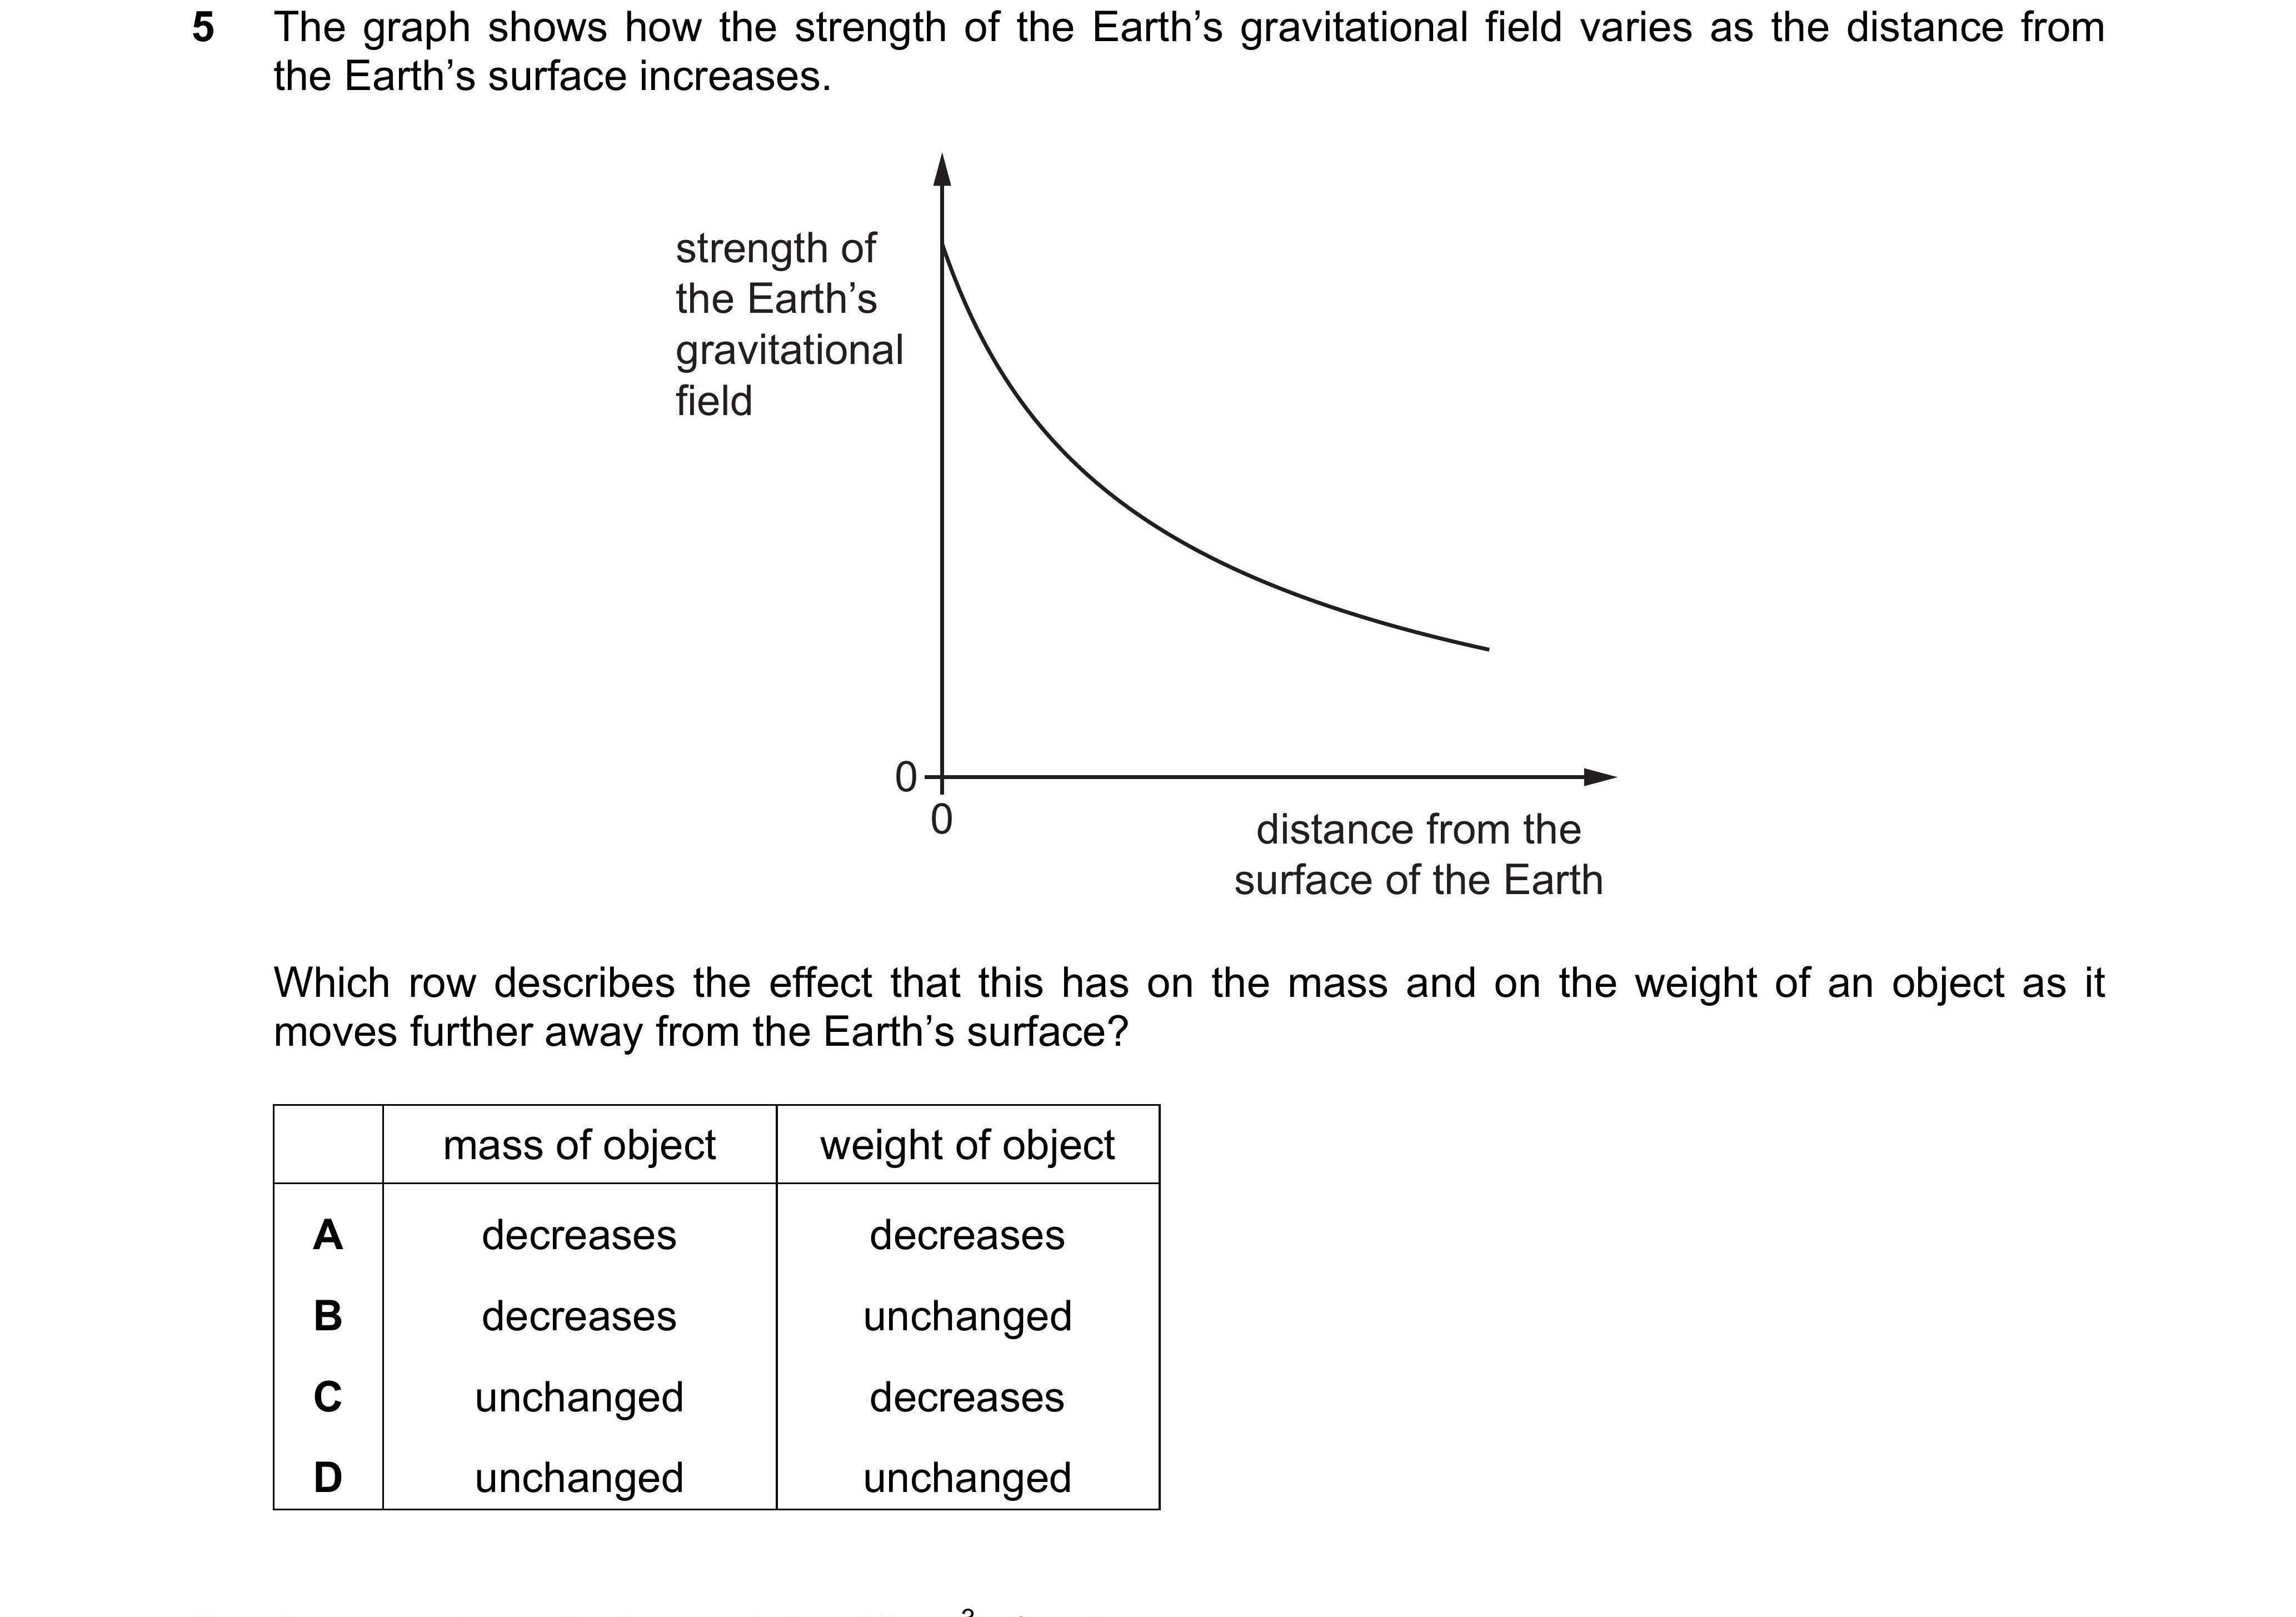 5 The graph shows how the strength of the Earth’s gravitational field varies as the distance from
the Earth’s surface increases.
strength of
the Earth’s
gravitational
field
0
0
distance from the
surface of the Earth
Which row describes the effect that this has on the mass and on the weight of an object as it
moves further away from the Earth’s surface?
mass of object weight of object
A decreases decreases
B decreases unchanged
C unchanged decreases
D unchanged unchanged